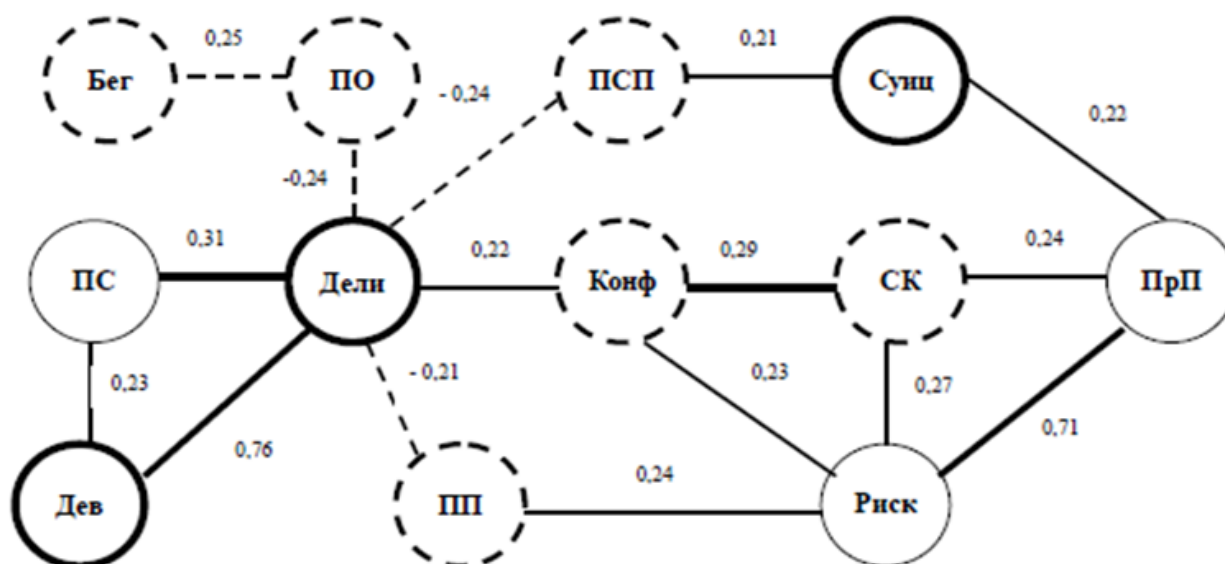 0,25
0,21
Бег
ПО
- 0,24
ПСП
Суиц
0,22
-0,24
0,31
0,22
0,29
0,24
ПС
Дели
Конф
СК
ПрП
0,23
- 0,21
0,23
0,27
0,76
0,24
0,71
Дев
ПП
Риск